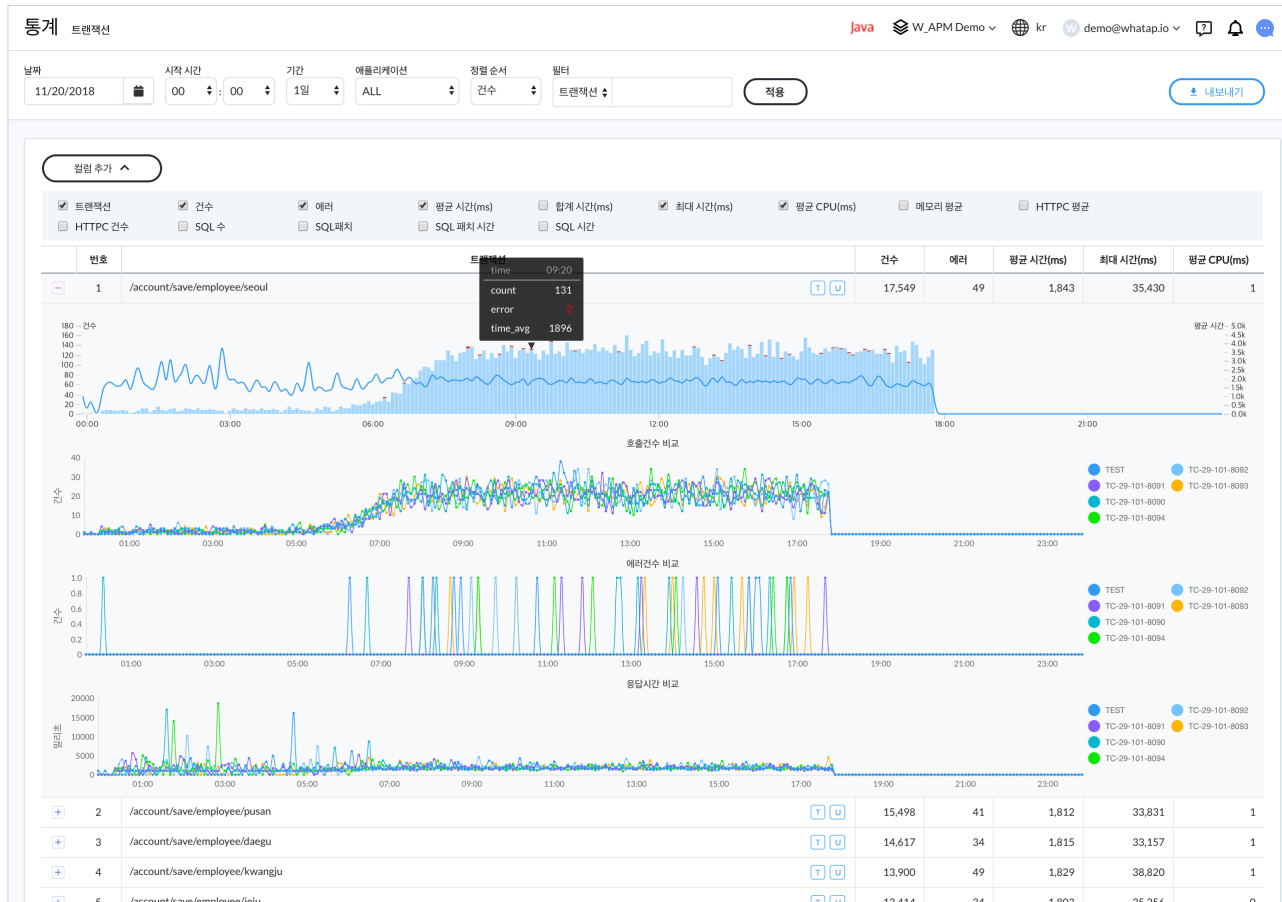 통계 트랜잭션 Java W_APM Demo kr W demo@whatap.io ?
날짜 시작 시간 기간 애플리케이션 정렬 순서 필터
11/20/2018 00 : 00 1일 ALL 건수 트랜잭션 적용 내보내기
컬럼 추가
트랜잭션 건수 에러 평균 시간(ms) 합계 시간(ms) 최대 시간(ms) 평균 CPU(ms) 메모리 평균 HTTPC 평균
HTTPC 건수 SQL 수 SQL패치 SQL 패치 시간 SQL 시간
번호 트랜잭션 건수 에러 평균 시간(ms) 최대 시간(ms) 평균 CPU(ms)
time 09:20
count 131
error 2
time_avg 1896
1 /account/save/employee/seoul T U 17,549 49 1,843 35,430 1
180 건수 평균 시간 5.0k
160 4.5k
140 4.0k
120 3.5k
100 3.0k
80 2.5k
60 2.0k
40 1.5k
20 1.0k
0 0.5k
0.0k
00:00 03:00 06:00 09:00 12:00 15:00 18:00 21:00
호출건수 비교
40
30
건수
20
10
0
01:00 03:00 05:00 07:00 09:00 11:00 13:00 15:00 17:00 19:00 21:00 23:00
TEST TC-29-101-8092
TC-29-101-8091 TC-29-101-8093
TC-29-101-8090
TC-29-101-8094
에러건수 비교
1.0
0.8
0.6
건수
0.4
0.2
0
01:00 03:00 05:00 07:00 09:00 11:00 13:00 15:00 17:00 19:00 21:00 23:00
TEST TC-29-101-8092
TC-29-101-8091 TC-29-101-8093
TC-29-101-8090
TC-29-101-8094
응답시간 비교
20000
15000
밀리초
10000
5000
0
01:00 03:00 05:00 07:00 09:00 11:00 13:00 15:00 17:00 19:00 21:00 23:00
TEST TC-29-101-8092
TC-29-101-8091 TC-29-101-8093
TC-29-101-8090
TC-29-101-8094
2 /account/save/employee/pusan T U 15,498 41 1,812 33,831 1
3 /account/save/employee/daegu T U 14,617 34 1,815 33,157 1
4 /account/save/employee/kwangju T U 13,900 49 1,829 38,820 1
5 /account/save/employee/jeju T U 13,414 34 1,803 35,256